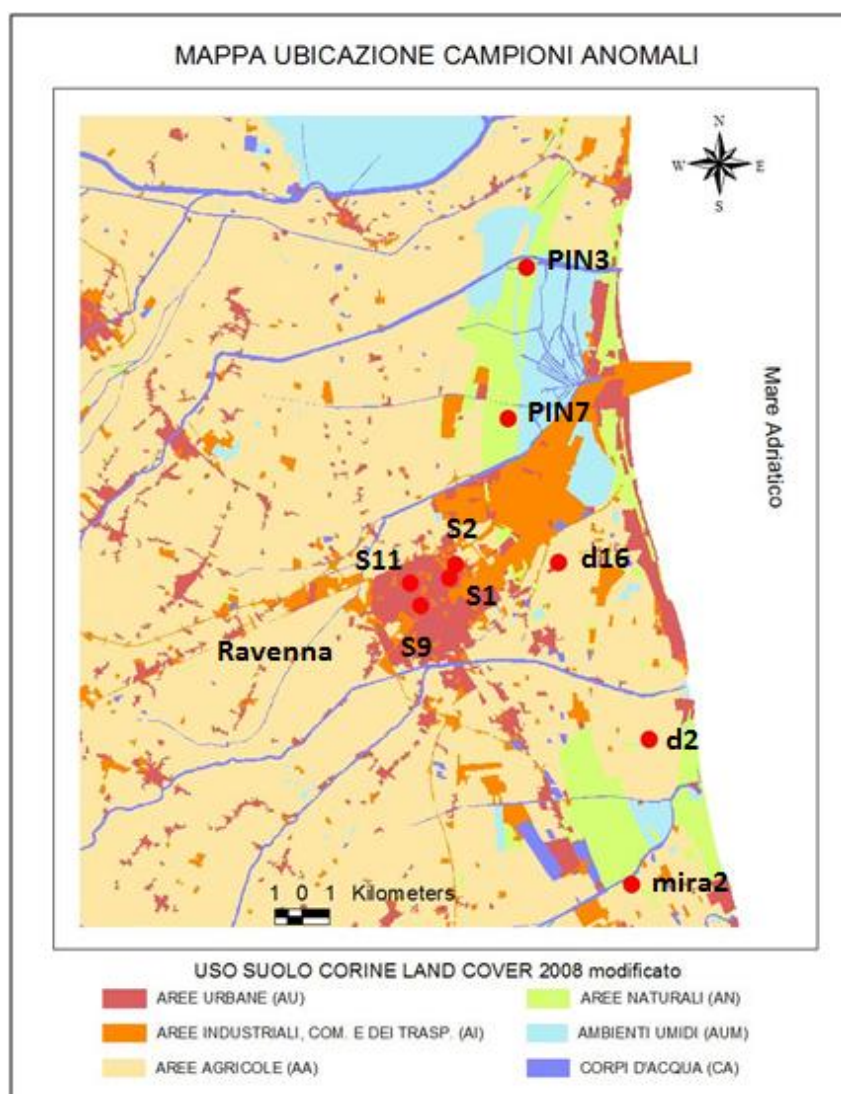 MAPPA UBICAZIONE CAMPIONI ANOMALI
N
W E
S
PIN3
Mare Adriatico
PIN7
S2
S11
d16
S1
Ravenna
S9
d2
mira2
1 0 1 Kilometers
USO SUOLO CORINE LAND COVER 2008 modificato
AREE URBANE (AU)
AREE NATURALI (AN)
AREE INDUSTRIALI, COM. E DEI TRASP. (AI)
AMBIENTI UMIDI (AUM)
AREE AGRICOLE (AA)
CORPI D'ACQUA (CA)